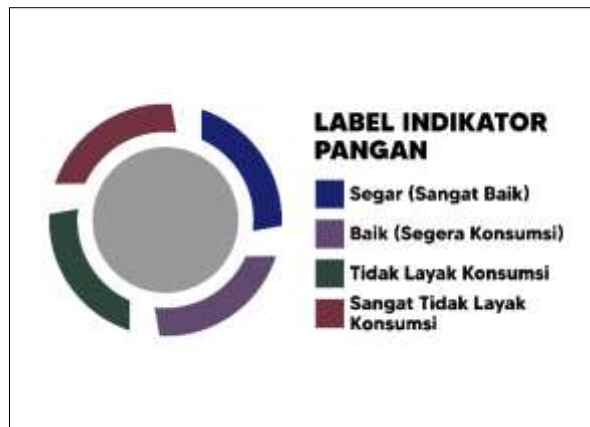 LABEL INDIKATOR
PANGAN
Segar (Sangat Baik)
Baik (Segera Konsumsi)
Tidak Layak Konsumsi
Sangat Tidak Layak
Konsumsi